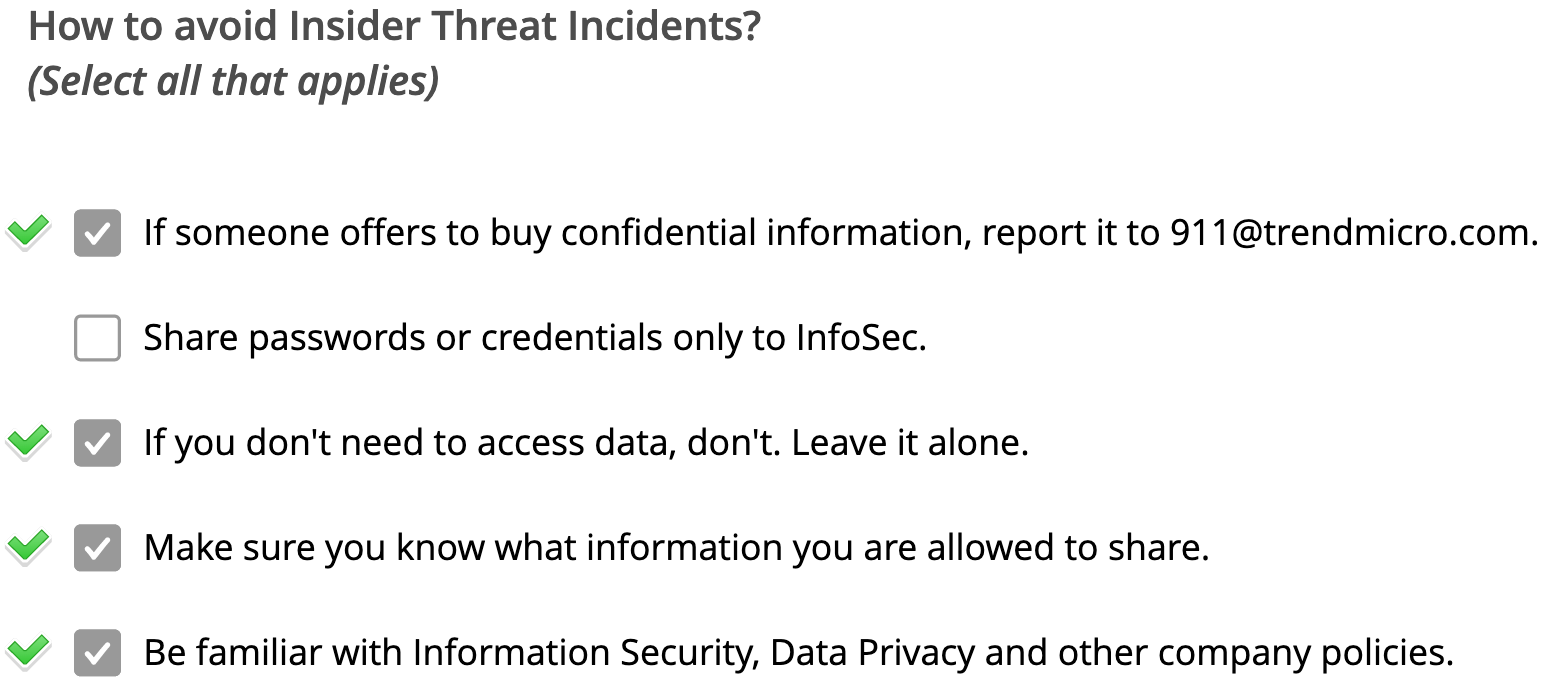 How to avoid Insider Threat Incidents?
(Select all that applies)
If someone offers to buy confidential information, report it to 911@trendmicro.com.
Share passwords or credentials only to InfoSec.
If you don't need to access data, don't. Leave it alone.
Make sure you know what information you are allowed to share.
Be familiar with Information Security, Data Privacy and other company policies.